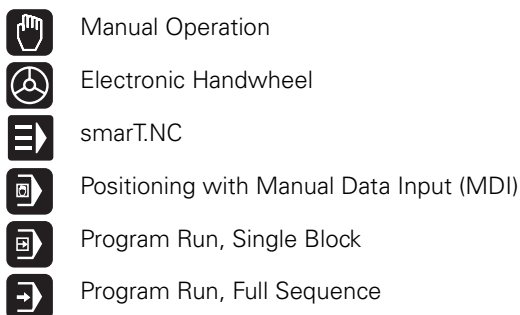 Manual Operation
Electronic Handwheel
smarT.NC
Positioning with Manual Data Input (MDI)
Program Run, Single Block
Program Run, Full Sequence